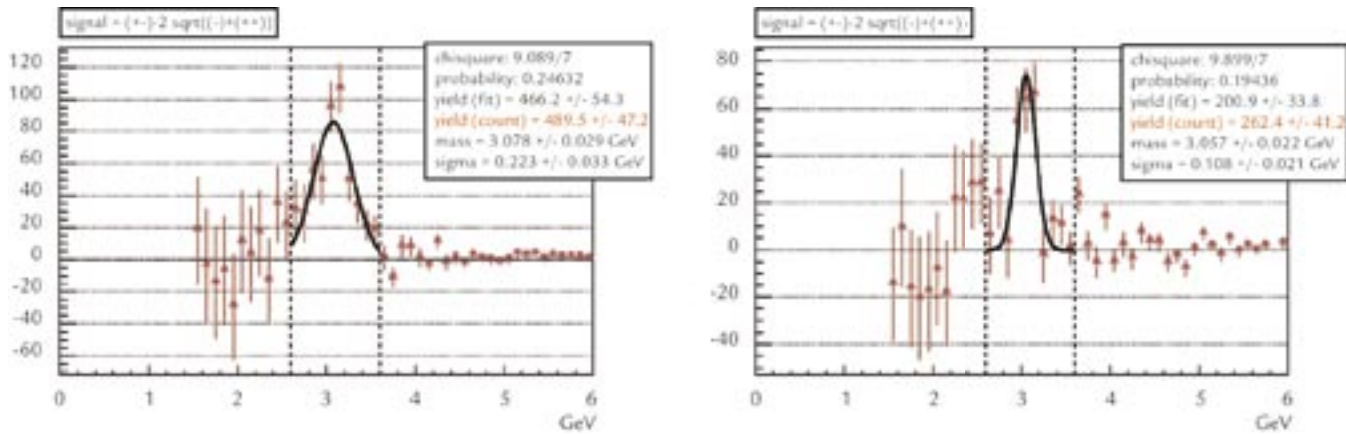 signal = (+-)-2 sqrt((-)+(++))
chisquare: 9.089/7
probability: 0.24632
yield (fit) = 466.2 +/- 54.3
yield (count) = 489.5 +/- 47.2
mass = 3.078 +/- 0.029 GeV
sigma = 0.223 +/- 0.033 GeV
120
100
80
60
40
20
0
-20
-40
-60
0 1 2 3 4 5 6
GeV
signal = (+-)-2 sqrt((-)+(++))
chisquare: 9.899/7
probability: 0.19436
yield (fit) = 200.9 +/- 33.8
yield (count) = 262.4 +/- 41.2
mass = 3.057 +/- 0.022 GeV
sigma = 0.108 +/- 0.021 GeV
80
60
40
20
0
-20
-40
0 1 2 3 4 5 6
GeV